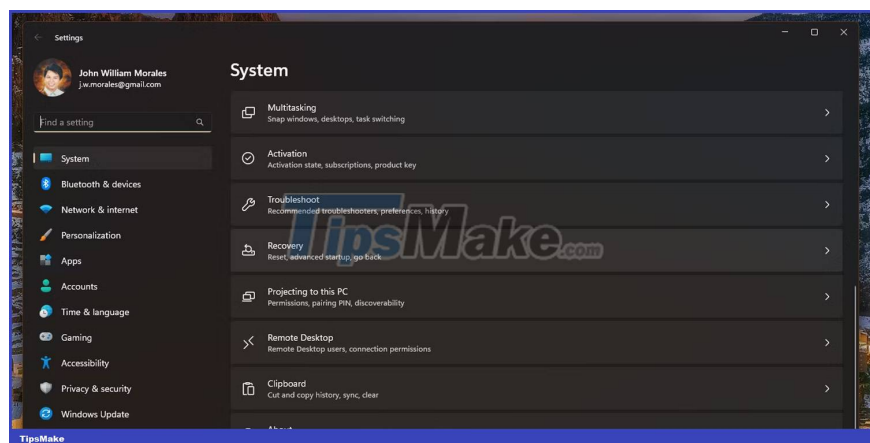 Settings
John William Morales
j.w.morales@gmail.com
Find a setting
System
Bluetooth & devices
Network & internet
Personalization
Apps
Accounts
Time & language
Gaming
Accessibility
Privacy & security
Windows Update
System
Multitasking
Snap windows, desktops, task switching
Activation
Activation state, subscriptions, product key
Troubleshoot
Recommended troubleshooters, preferences, history
Recovery
Reset, advanced startup, go back
Projecting to this PC
Permissions, pairing PIN, discoverability
Remote Desktop
Remote Desktop users, connection permissions
Clipboard
Cut and copy history, sync, clear
About
TipsMake.com
TipsMake